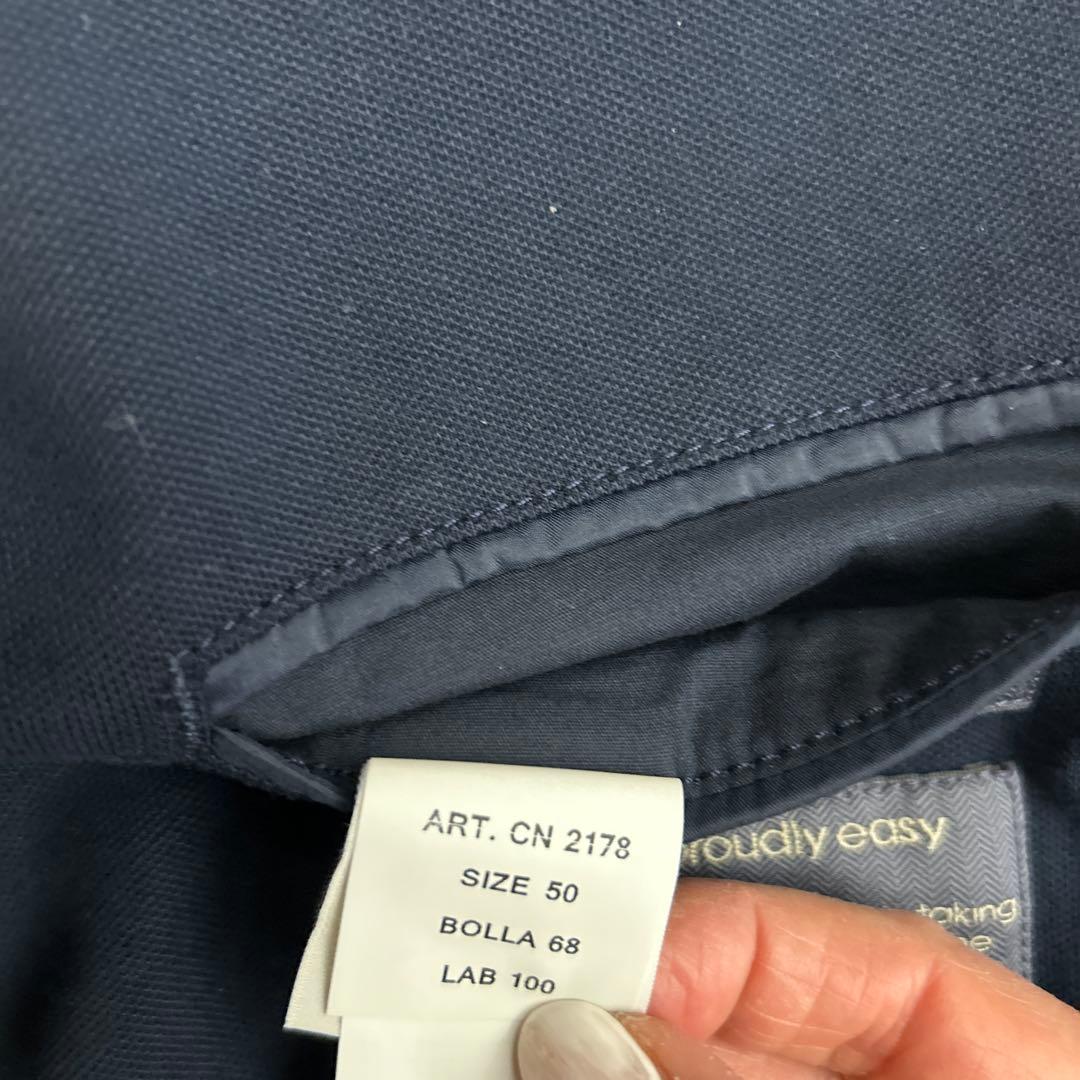 ART. CN 2178
SIZE 50
BOLLA 68
LAB 100
roudly easy
taking